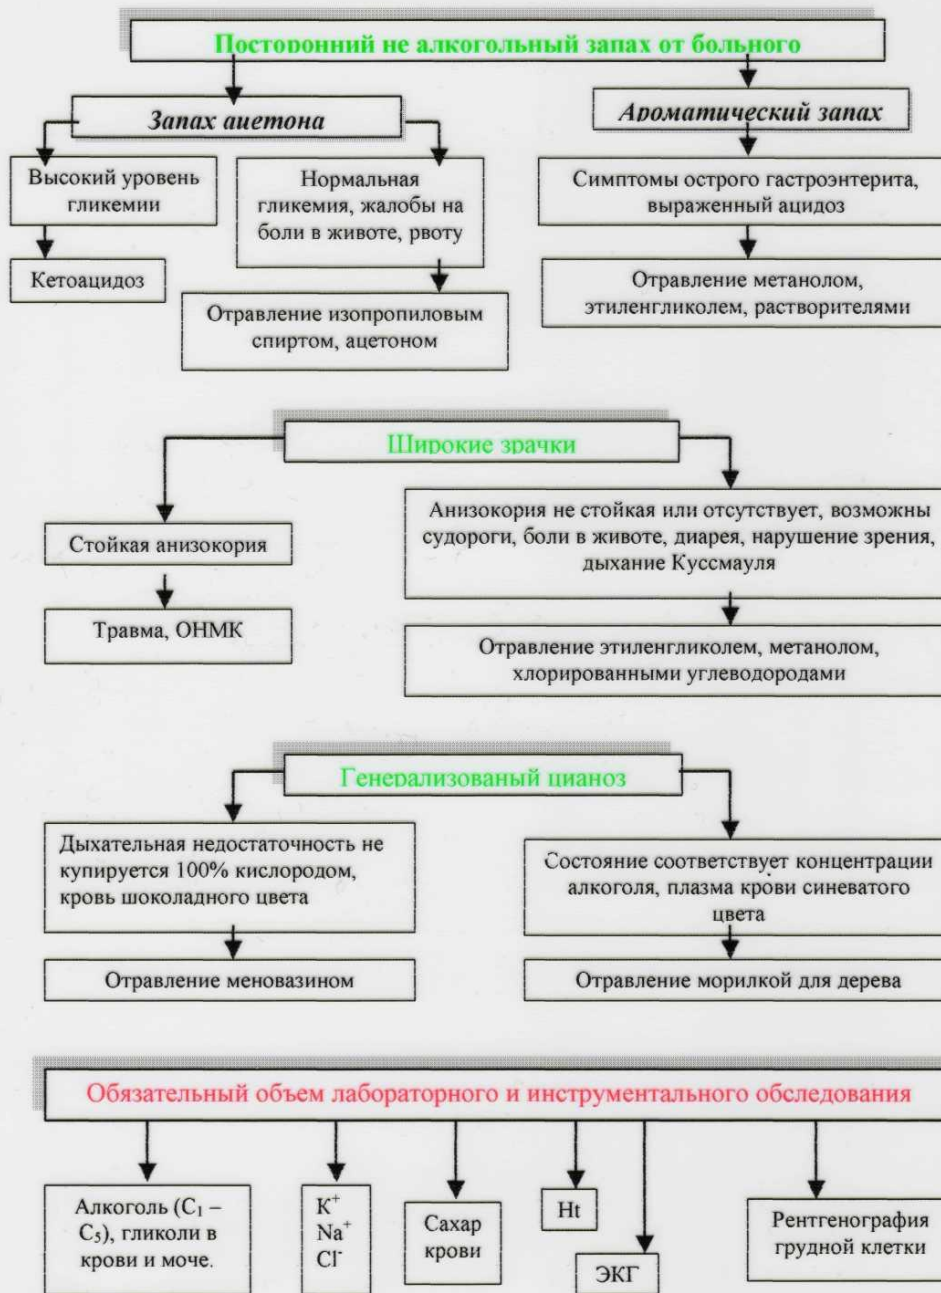 Посторонний не алкогольный запах от больного
Запах ацетона
Ароматический запах
Высокий уровень
гликемии
Нормальная
гликемия, жалобы на
боли в животе, рвоту
Симптомы острого гастроэнтерита,
выраженный ацидоз
Кетоацидоз
Отравление изопропиловым
спиртом, ацетоном
Отравление метанолом,
этиленгликолем, растворителями
Широкие зрачки
Стойкая анизокория
Анизокория не стойкая или отсутствует, возможны
судороги, боли в животе, диарея, нарушение зрения,
дыхание Куссмауля
Травма, ОНМК
Отравление этиленгликолем, метанолом,
хлорированными углеводородами
Генерализованый цианоз
Дыхательная недостаточность не
купируется 100% кислородом,
кровь шоколадного цвета
Состояние соответствует концентрации
алкоголя, плазма крови синеватого
цвета
Отравление меновазином
Отравление морилкой для дерева
Обязательный объем лабораторного и инструментального обследования
Алкоголь (C₁ –
C₅), гликоли в
крови и моче.
K⁺
Na⁺
Cl⁻
Сахар
крови
Ht
ЭКГ
Рентгенография
грудной клетки